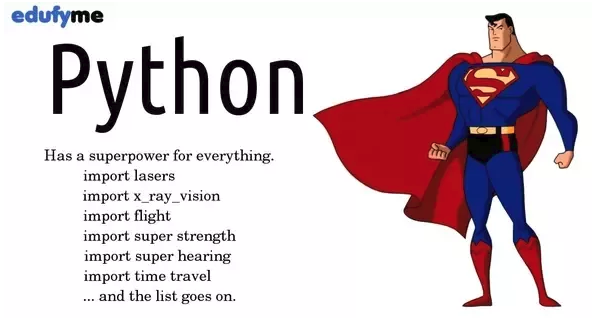 edufyme
Python
Has a superpower for everything.
import lasers
import x_ray_vision
import flight
import super strength
import super hearing
import time travel
... and the list goes on.
S